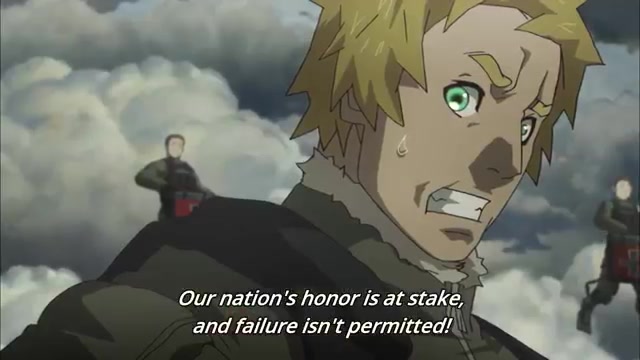 Our nation's honor is at stake,
and failure isn't permitted!